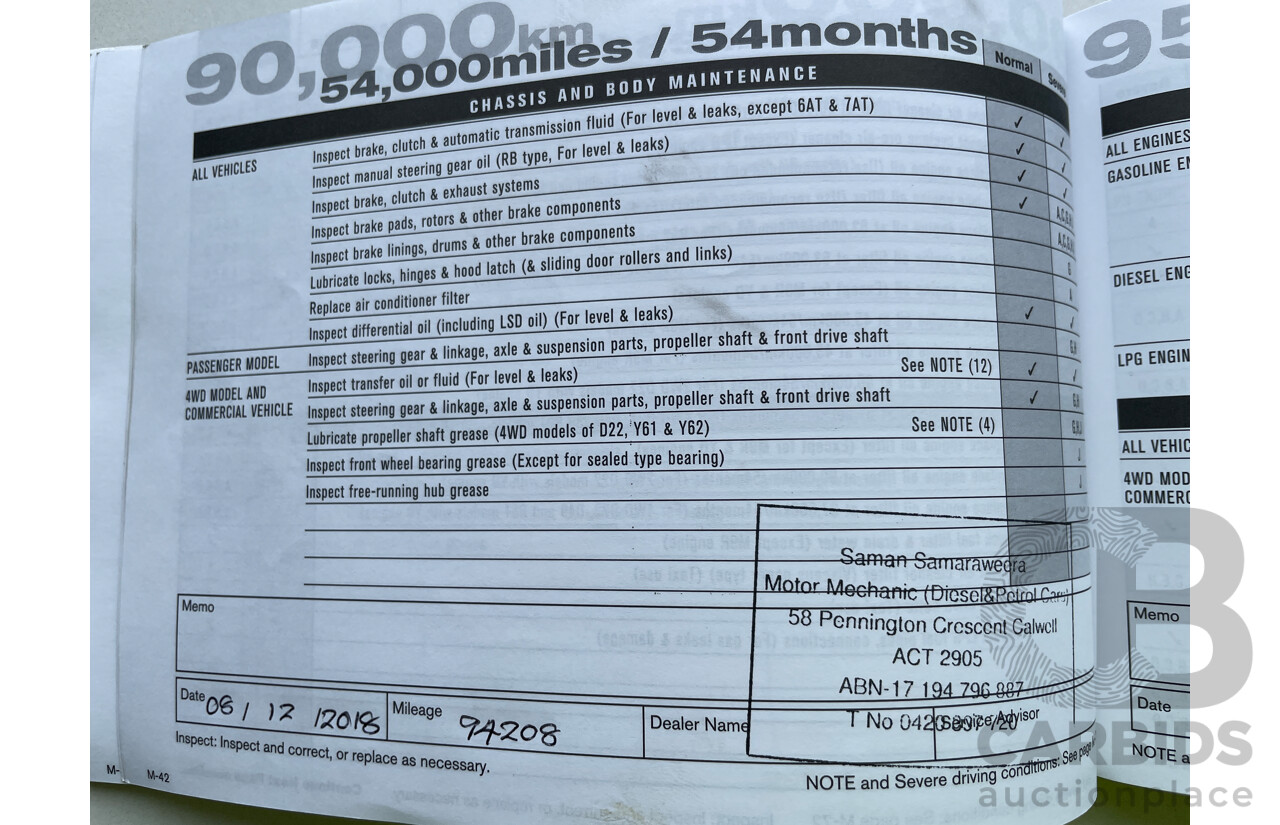 90,000km
54,000miles / 54months
CHASSIS AND BODY MAINTENANCE
Normal
ALL VEHICLES
Inspect brake, clutch & automatic transmission fluid (For level & leaks, except 6AT & 7AT) ✓ ✓
Inspect manual steering gear oil (RB type, For level & leaks) ✓ ✓
Inspect brake, clutch & exhaust systems ✓ ✓
Inspect brake pads, rotors & other brake components ✓
Inspect brake linings, drums & other brake components
Lubricate locks, hinges & hood latch (& sliding door rollers and links) G
Replace air conditioner filter
Inspect differential oil (including LSD oil) (For level & leaks) ✓ ✓
PASSENGER MODEL
Inspect steering gear & linkage, axle & suspension parts, propeller shaft & front drive shaft
4WD MODEL AND
COMMERCIAL VEHICLE
Inspect transfer oil or fluid (For level & leaks) See NOTE (12) ✓ ✓
Inspect steering gear & linkage, axle & suspension parts, propeller shaft & front drive shaft ✓
Lubricate propeller shaft grease (4WD models of D22, Y61 & Y62) See NOTE (4)
Inspect front wheel bearing grease (Except for sealed type bearing)
Inspect free-running hub grease
Saman Samaraweera
Motor Mechanic (Diesel&Petrol Cars)
58 Pennington Crescent Calwell
ACT 2905
ABN-17 194 796 887
T No 0420
Memo
Date 08 / 12 /2018
Mileage 94208
Dealer Name
Service Advisor
Inspect: Inspect and correct, or replace as necessary.
NOTE and Severe driving conditions: See page
M-
M-42
95
ALL ENGINES
GASOLINE EN
DIESEL ENG
LPG ENGIN
ALL VEHIC
4WD MOD
COMMERC
Memo
Date
NOTE a
CB
CARBIDS
auctionplace